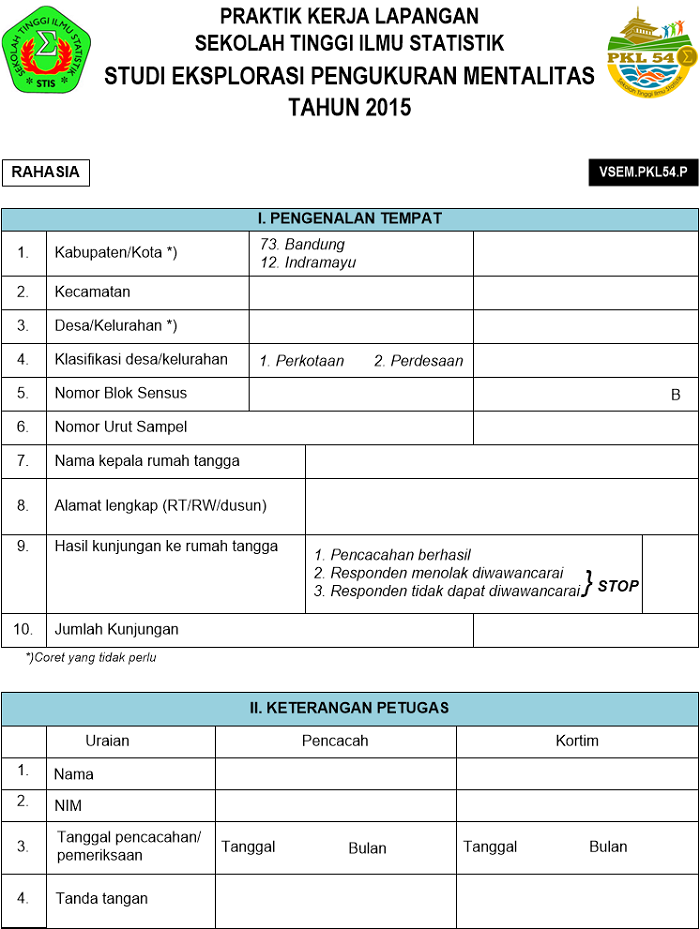 SEKOLAH TINGGI ILMU STATISTIK
STIS
PRAKTIK KERJA LAPANGAN
SEKOLAH TINGGI ILMU STATISTIK
STUDI EKSPLORASI PENGUKURAN MENTALITAS
TAHUN 2015
PKL 54
Sekolah Tinggi Ilmu Statistik
RAHASIA
VSEM.PKL54.P
I. PENGENALAN TEMPAT
1. Kabupaten/Kota *) 73. Bandung
12. Indramayu
2. Kecamatan
3. Desa/Kelurahan *)
4. Klasifikasi desa/kelurahan 1. Perkotaan 2. Perdesaan
5. Nomor Blok Sensus B
6. Nomor Urut Sampel
7. Nama kepala rumah tangga
8. Alamat lengkap (RT/RW/dusun)
9. Hasil kunjungan ke rumah tangga
1. Pencacahan berhasil
2. Responden menolak diwawancarai
3. Responden tidak dapat diwawancarai } STOP
10. Jumlah Kunjungan
*)Coret yang tidak perlu
II. KETERANGAN PETUGAS
Uraian Pencacah Kortim
1. Nama
2. NIM
3. Tanggal pencacahan/
pemeriksaan
Tanggal Bulan Tanggal Bulan
4. Tanda tangan